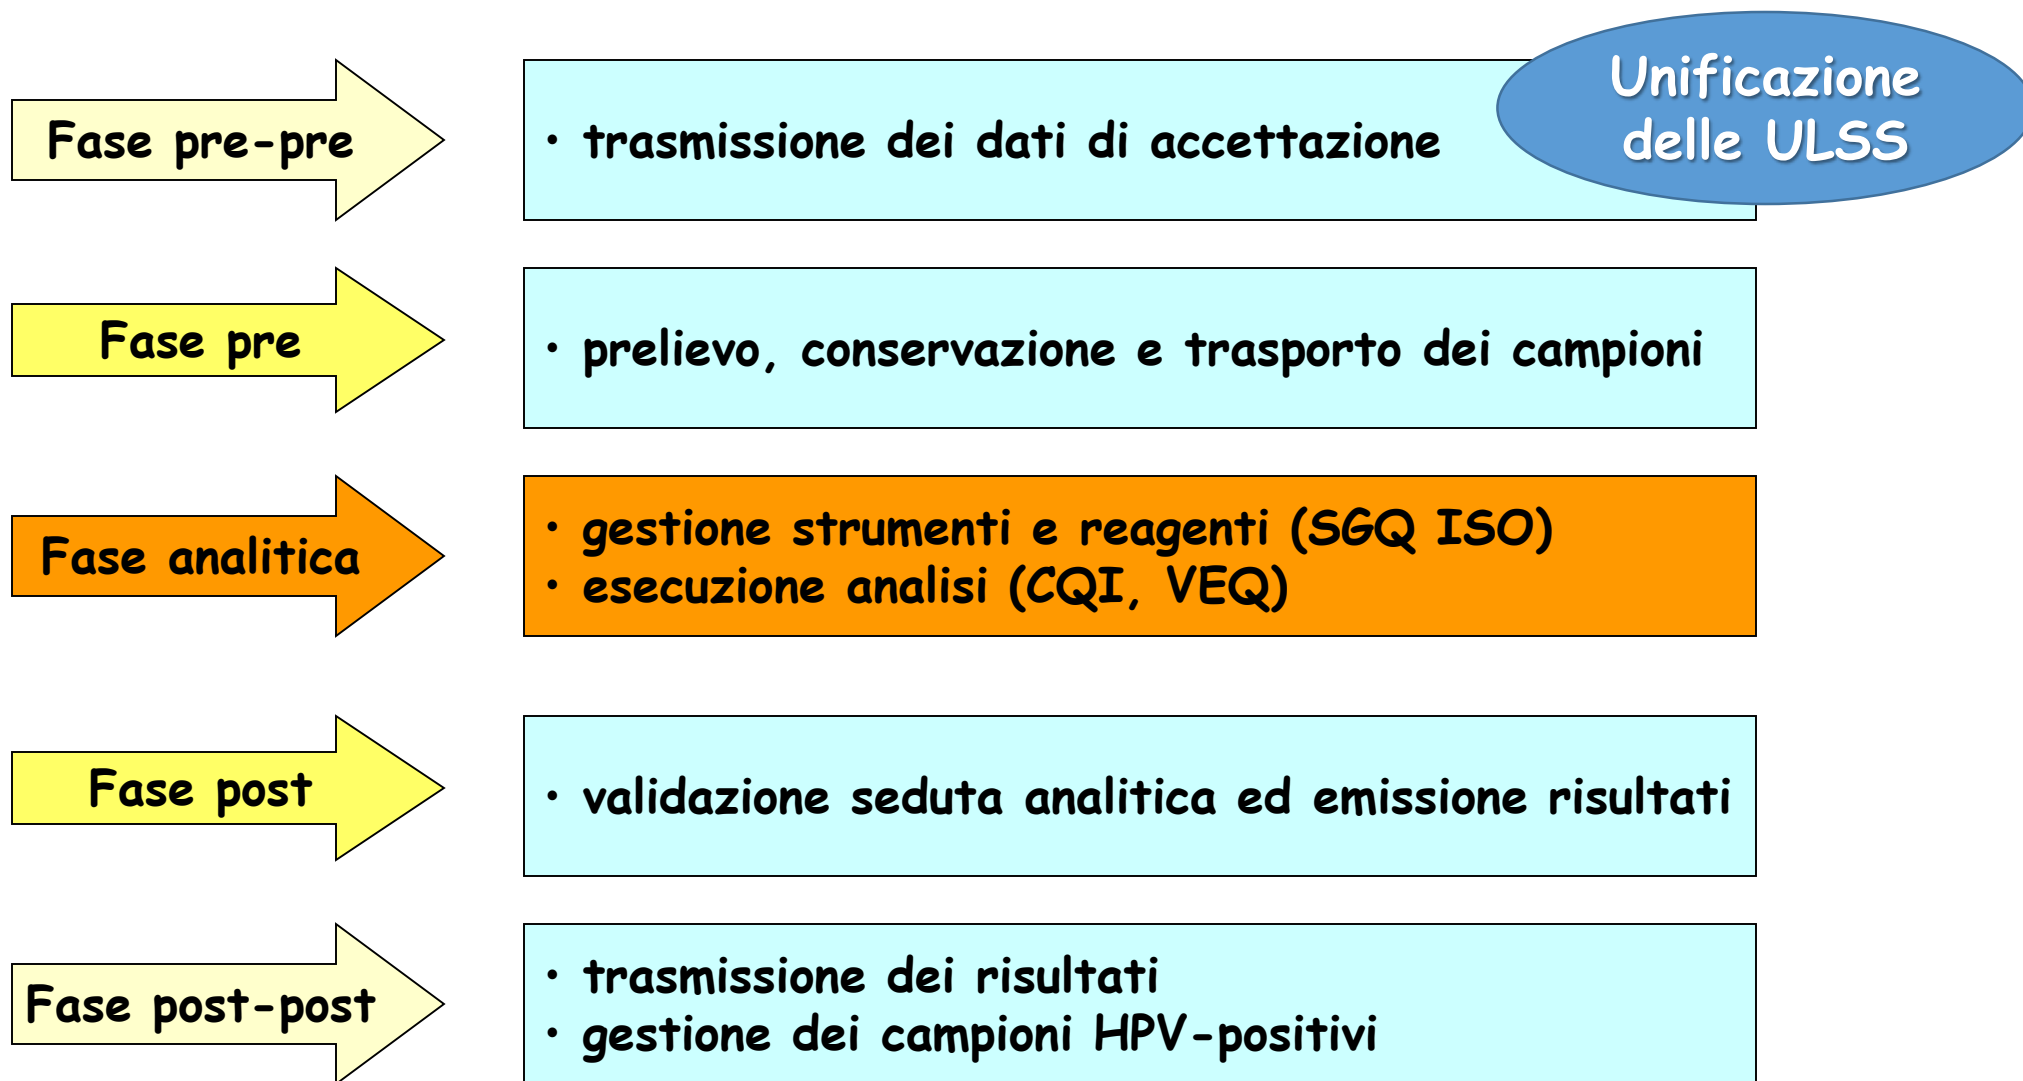 Unificazione
delle ULSS
Fase pre-pre
• trasmissione dei dati di accettazione
Fase pre
• prelievo, conservazione e trasporto dei campioni
Fase analitica
• gestione strumenti e reagenti (SGQ ISO)
• esecuzione analisi (CQI, VEQ)
Fase post
• validazione seduta analitica ed emissione risultati
Fase post-post
• trasmissione dei risultati
• gestione dei campioni HPV-positivi